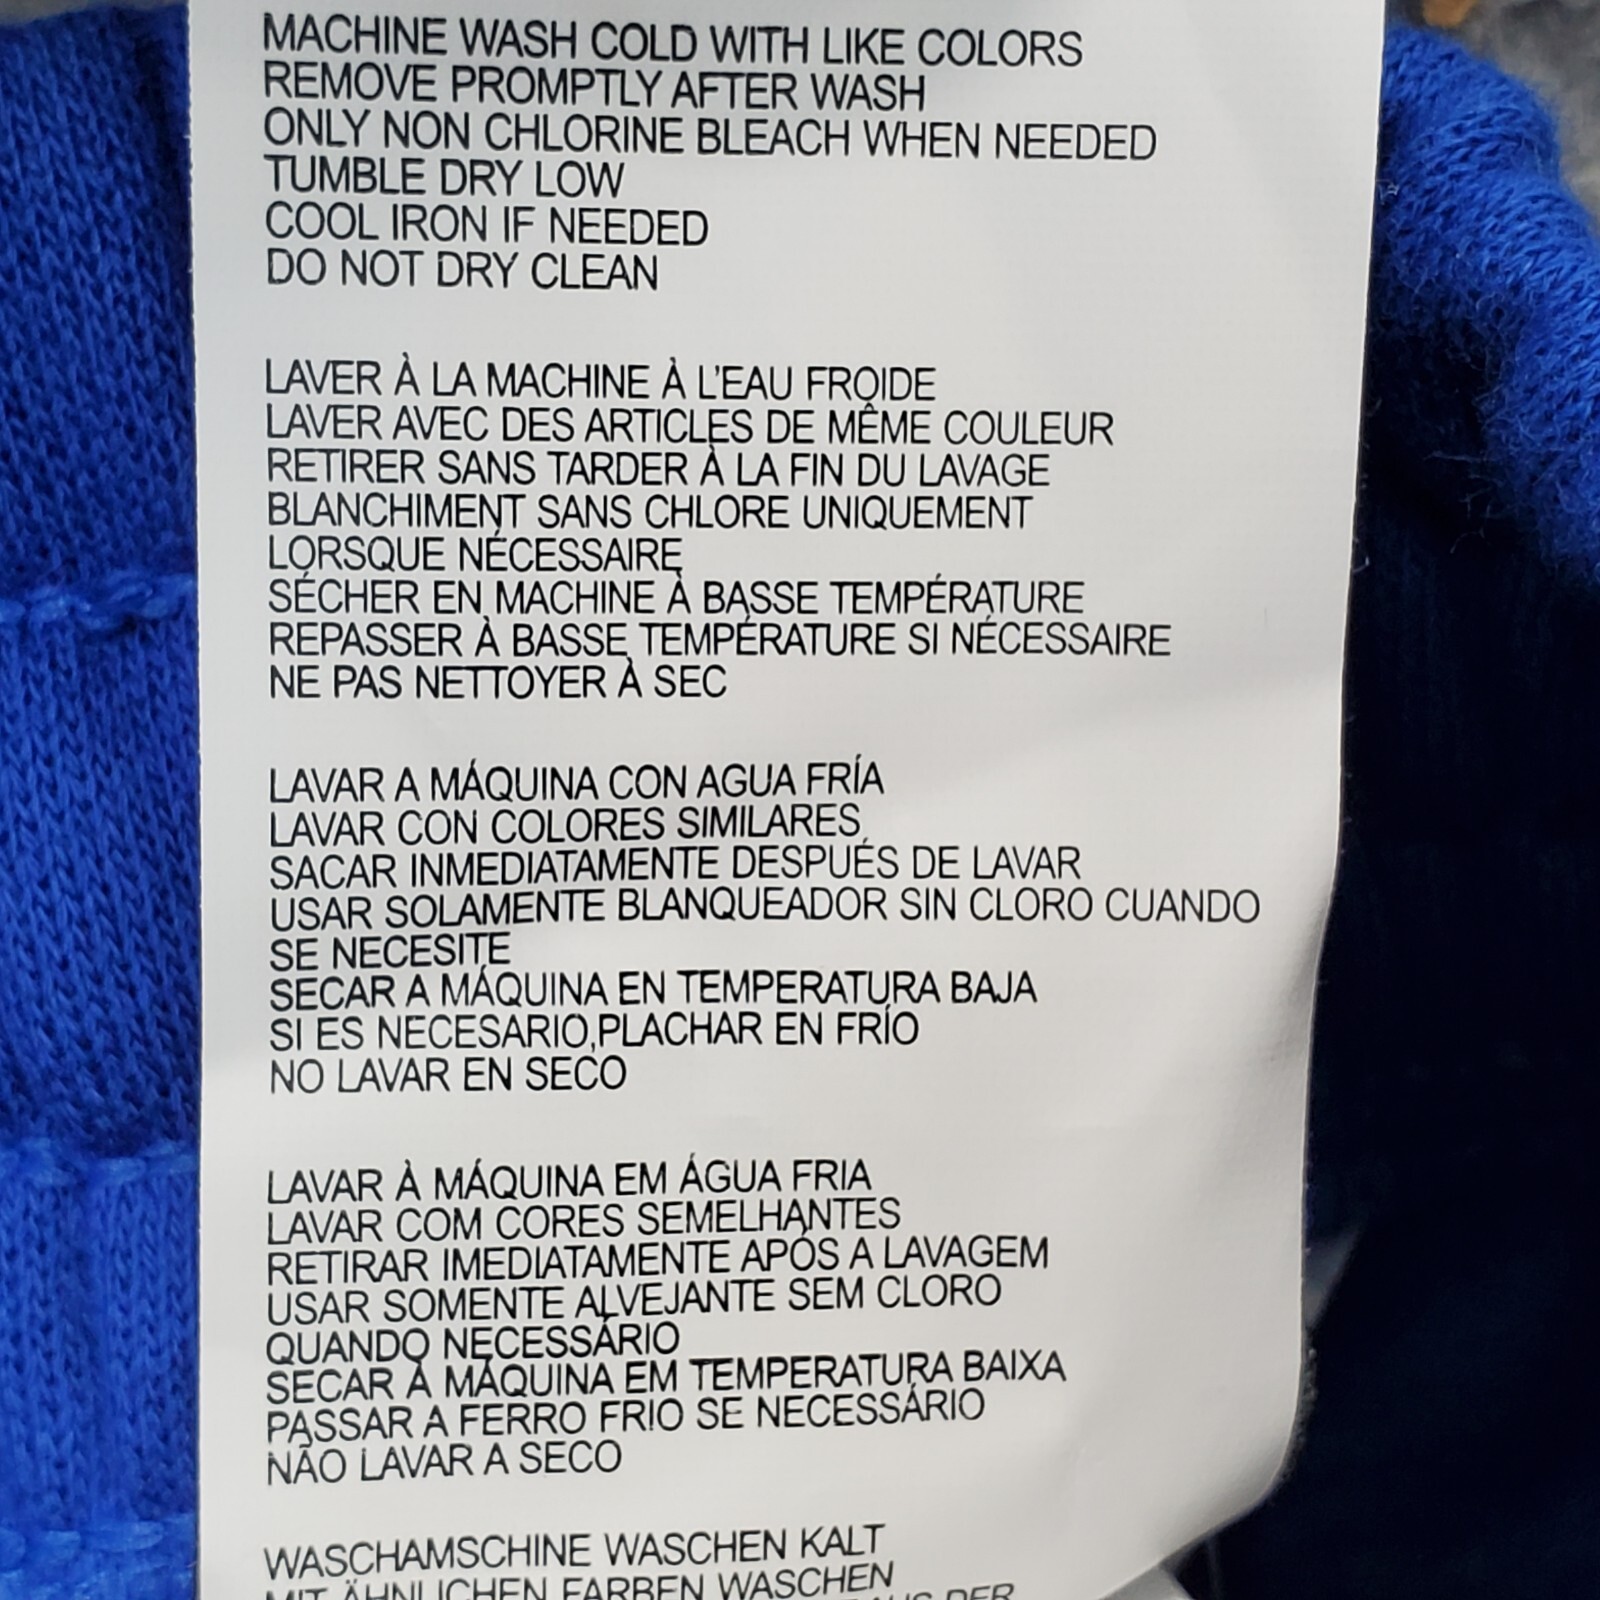 MACHINE WASH COLD WITH LIKE COLORS
REMOVE PROMPTLY AFTER WASH
ONLY NON CHLORINE BLEACH WHEN NEEDED
TUMBLE DRY LOW
COOL IRON IF NEEDED
DO NOT DRY CLEAN
LAVER À LA MACHINE À L'EAU FROIDE
LAVER AVEC DES ARTICLES DE MÊME COULEUR
RETIRER SANS TARDER À LA FIN DU LAVAGE
BLANCHIMENT SANS CHLORE UNIQUEMENT
LORSQUE NÉCESSAIRE
SÉCHER EN MACHINE À BASSE TEMPÉRATURE
REPASSER À BASSE TEMPÉRATURE SI NÉCESSAIRE
NE PAS NETTOYER À SEC
LAVAR A MÁQUINA CON AGUA FRÍA
LAVAR CON COLORES SIMILARES
SACAR INMEDIATAMENTE DESPUÉS DE LAVAR
USAR SOLAMENTE BLANQUEADOR SIN CLORO CUANDO
SE NECESITE
SECAR A MÁQUINA EN TEMPERATURA BAJA
SI ES NECESARIO,PLACHAR EN FRÍO
NO LAVAR EN SECO
LAVAR À MÁQUINA EM ÁGUA FRIA
LAVAR COM CORES SEMELHANTES
RETIRAR IMEDIATAMENTE APÓS A LAVAGEM
USAR SOMENTE ALVEJANTE SEM CLORO
QUANDO NECESSÁRIO
SECAR À MÁQUINA EM TEMPERATURA BAIXA
PASSAR A FERRO FRIO SE NECESSÁRIO
NÃO LAVAR A SECO
WASCHAMSCHINE WASCHEN KALT
MIT ÄHNLICHEN FARBEN WASCHEN
AUS DER